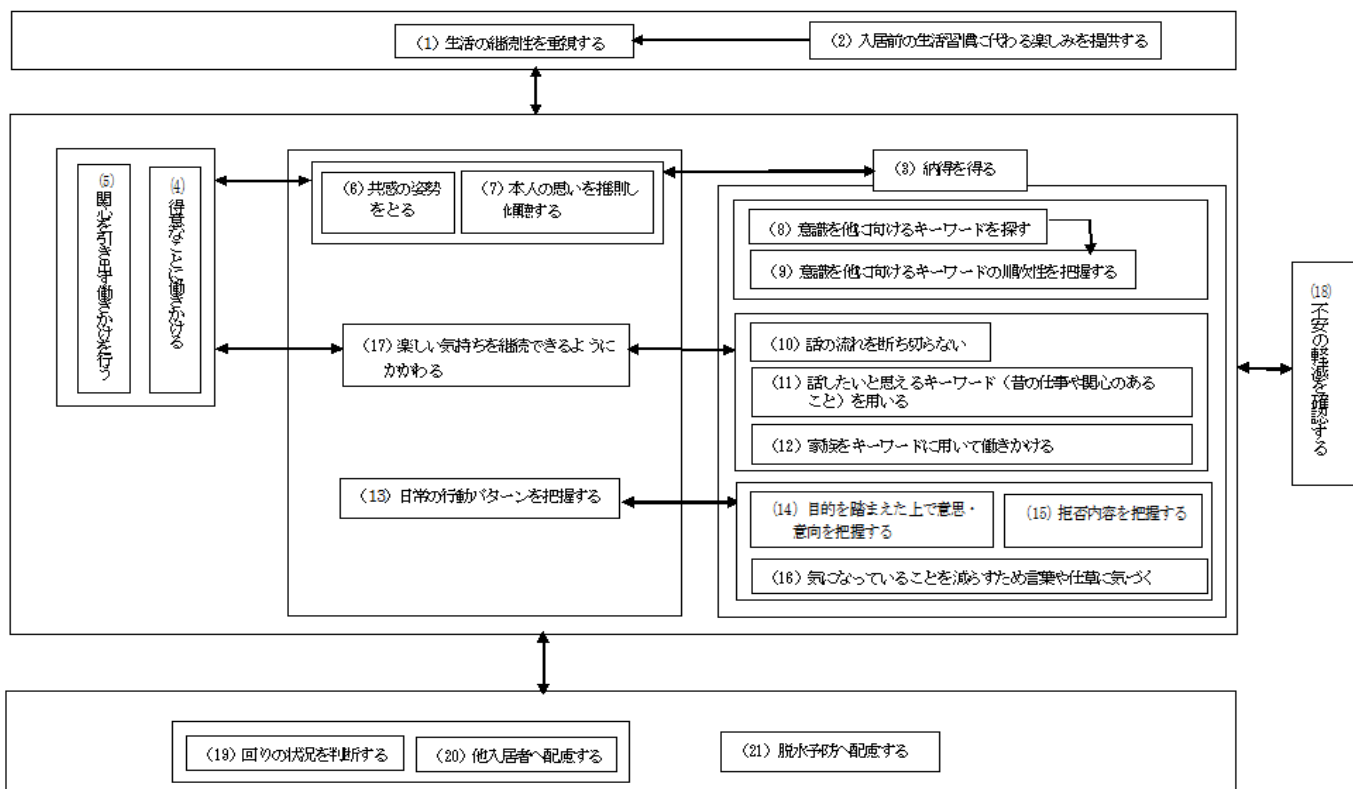 (1) 生活の継続性を重視する
(2) 入居前の生活習慣に代わる楽しみを提供する
(3) 納得を得る
(5) 関心を引き出す働きかけを行う
(4) 得意なことに働きかける
(6) 共感の姿勢
をとる
(7) 本人の思いを推測し
傾聴する
(8) 意識を他に向けるキーワードを探す
(9) 意識を他に向けるキーワードの順次性を把握する
(17) 楽しい気持ちを継続できるように
かかわる
(10) 話の流れを断ち切らない
(11) 話したいと思えるキーワード（昔の仕事や関心のある
こと）を用いる
(12) 家族をキーワードに用いて働きかける
(18) 不安の軽減を確認する
(13) 日常の行動パターンを把握する
(14) 目的を踏まえた上で意思・
意向を把握する
(15) 拒否内容を把握する
(16) 気になっていることを減らすため言葉や仕草に気づく
(19) 回りの状況を判断する
(20) 他入居者へ配慮する
(21) 脱水予防へ配慮する